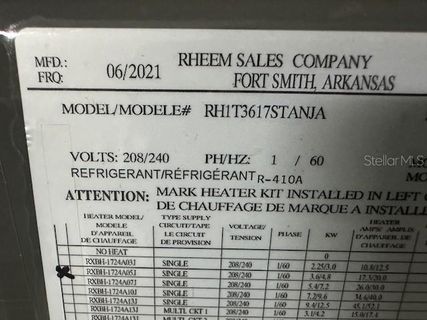 MFD.: 06/2021 RHEEM SALES COMPANY
FRQ: FORT SMITH, ARKANSAS
MODEL/MODELE# RH1T3617STANJA
VOLTS: 208/240 PH/HZ: 1 / 60
REFRIGERANT/RÉFRIGÉRANT R-410A
ATTENTION: MARK HEATER KIT INSTALLED IN LEFT C
DE CHAUFFAGE DE MARQUE A INSTALL
HEATER MODEL/ MODELE D'APPAREIL DE CHAUFFAGE TYPE SUPPLY CIRCUIT/TAPE LE CIRCUIT DE PROVISION VOLTAGE/ TENSION PHASE KW HEATER AMPS/
NO HEAT 0
RXBH-1724A03J SINGLE 208/240 1/60 2.25/3.0 10.8/12.5
RXBH-1724A05J SINGLE 208/240 1/60 3.6/4.8 17.3/20.0
RXBH-1724A07J SINGLE 208/240 1/60 5.4/7.2 26.0/30.0
RXBH-1724A10J SINGLE 208/240 1/60 7.2/9.6 34.6/40.0
RXBH-1724A13J SINGLE 208/240 1/60 9.4/12.5 45.1/52.1
RXBH-1724A13J MULTI. CKT 1 208/240 1/60 3.1/4.2
MULTI. CKT 2
StellarMLS